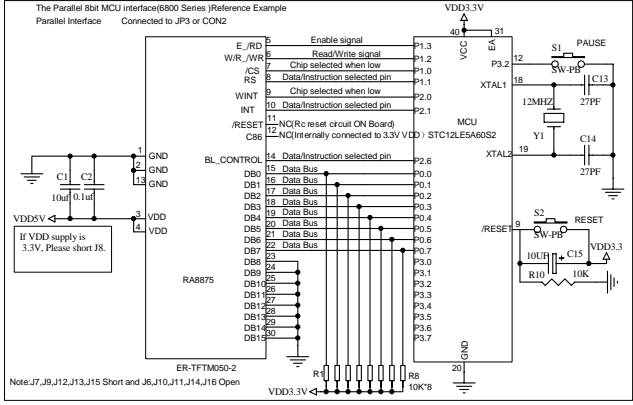 The Parallel 8bit MCU interface(6800 Series )Reference Example
Parallel Interface Connected to JP3 or CON2
VDD3.3V
40 31
VCC
EA
5 Enable signal
E_/RD P1.3
6 Read/Write signal
W/R_/WR P1.2
7 Chip selected when low
/CS P1.0
8 Data/Instruction selected pin
RS P1.1
9 Chip selected when low
WINT P2.0
10 Data/Instruction selected pin
INT P2.1
11
/RESET NC(Rc reset circuit ON Board)
12
C86 NC(Internally connected to 3.3V VDD) STC12LE5A60S2
MCU
14 Data/Instruction selected pin
BL_CONTROL P2.6
15 Data Bus
DB0 P0.0
16 Data Bus
DB1 P0.1
17 Data Bus
DB2 P0.2
18 Data Bus
DB3 P0.3
19 Data Bus
DB4 P0.4
20 Data Bus
DB5 P0.5
21 Data Bus
DB6 P0.6
22 Data Bus
DB7 P0.7
23
DB8 P3.0
24
DB9 P3.1
25
DB10 P3.2
26
DB11 P3.3
27
DB12 P3.4
28
DB13 P3.5
29
DB14 P3.6
30
DB15 P3.7
RA8875
ER-TFTM050-2
1 GND
2 GND
13 GND
C1 C2
10uf 0.1uf
VDD5V
3 VDD
4 VDD
If VDD supply is
3.3V, Please short J8.
S1 PAUSE
12
P3.2
SW-PB
18
XTAL1
C13
27PF
12MHZ
Y1
19
XTAL2
C14
27PF
S2 RESET
9
/RESET
SW-PB
VDD3.3
10UF C15
R10 10K
GND
20
R1 R8
10K*8
VDD3.3V
Note:J7,J9,J12,J13,J15 Short and J6,J10,J11,J14,J16 Open